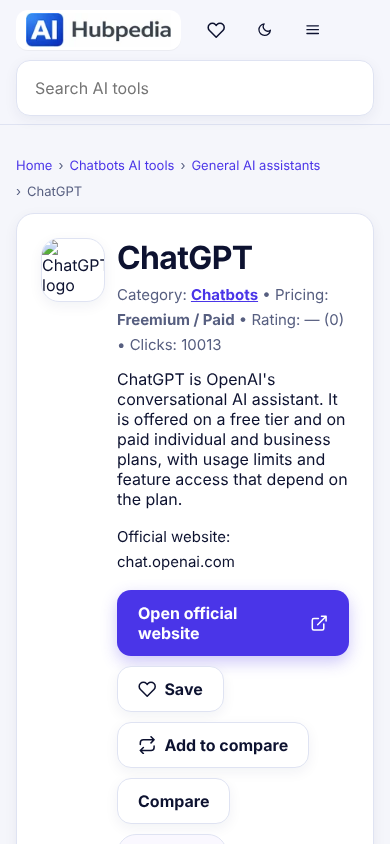 AI Hubpedia
Search AI tools
Home › Chatbots AI tools › General AI assistants
› ChatGPT
ChatGPT
logo
ChatGPT
Category: Chatbots • Pricing:
Freemium / Paid • Rating: — (0)
• Clicks: 10013
ChatGPT is OpenAI's
conversational AI assistant. It
is offered on a free tier and on
paid individual and business
plans, with usage limits and
feature access that depend on
the plan.
Official website:
chat.openai.com
Open official
website
Save
Add to compare
Compare